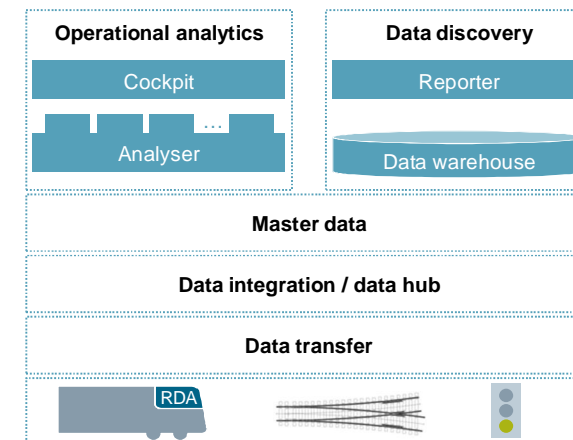 Operational analytics
Data discovery
Cockpit
Reporter
...
Analyser
Data warehouse
Master data
Data integration / data hub
Data transfer
RDA